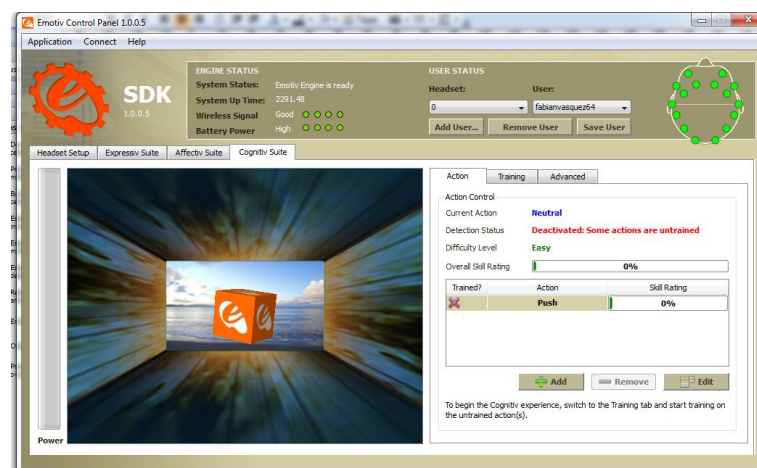 Emotiv Control Panel 1.0.0.5
Application Connect Help
SDK
1.0.0.5
ENGINE STATUS
System Status: Emotiv Engine is ready
System Up Time: 2291.48
Wireless Signal Good
Battery Power High
USER STATUS
Headset: User:
0 fabianvasquez64
Add User... Remove User Save User
Headset Setup Expressiv Suite Affectiv Suite Cognitiv Suite
Power
Action Training Advanced
Action Control
Current Action Neutral
Detection Status Deactivated: Some actions are untrained
Difficulty Level Easy
Overall Skill Rating 0%
Trained? Action Skill Rating
Push 0%
Add Remove Edit
To begin the Cognitiv experience, switch to the Training tab and start training on
the untrained action(s).